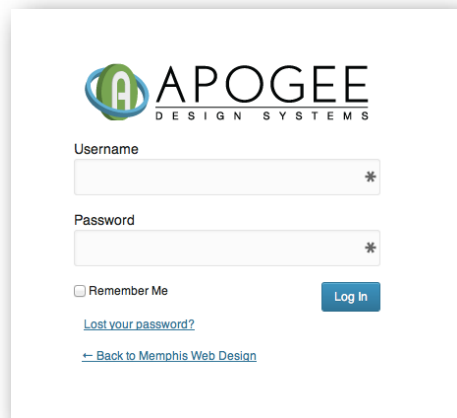 A APOGEE
DESIGN SYSTEMS
Username
*
Password
*
Remember Me
Log In
Lost your password?
← Back to Memphis Web Design